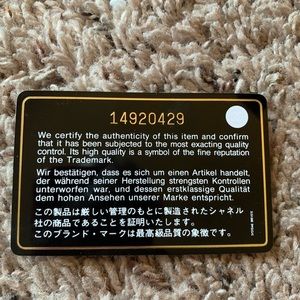 14920429
We certify the authenticity of this item and confirm
that it has been subjected to the most exacting quality
control. Its high quality is a symbol of the fine reputation
of the Trademark.
Wir bestätigen, dass es sich um einen Artikel handelt,
der während seiner Herstellung strengsten Kontrollen
unterworfen war, und dessen erstklassige Qualität
dem hohen Ansehen unserer Marke entspricht.
この製品は厳しい管理のもとに製造されたシャネル
社の商品であることを証明いたします。
このブランド・マークは最高級品質の象徴です。